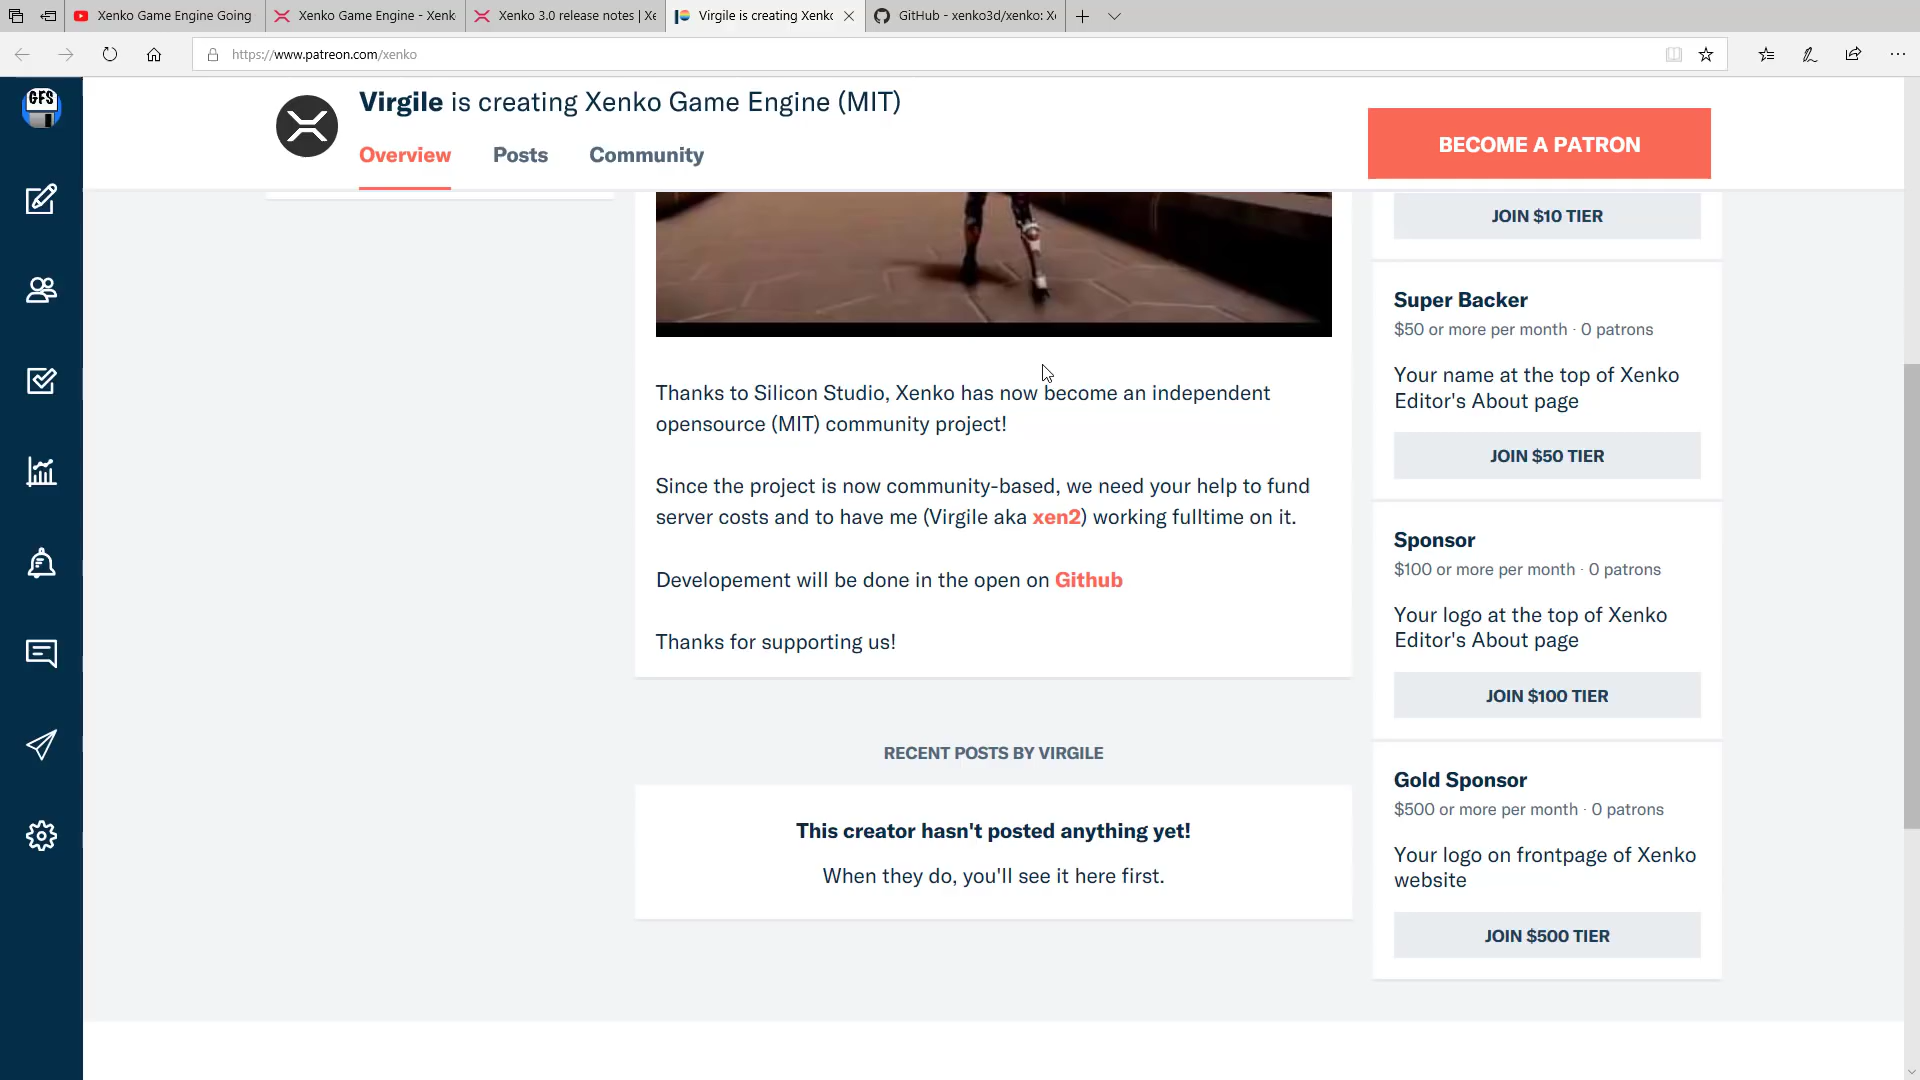 Xenko Game Engine Going
Xenko Game Engine - Xenk
Xenko 3.0 release notes | Xe
Virgile is creating Xenko
GitHub - xenko3d/xenko: X
https://www.patreon.com/xenko
GFS
Virgile is creating Xenko Game Engine (MIT)
Overview
Posts
Community
BECOME A PATRON
JOIN $10 TIER
Super Backer
$50 or more per month · 0 patrons
Your name at the top of Xenko
Editor's About page
JOIN $50 TIER
Thanks to Silicon Studio, Xenko has now become an independent
opensource (MIT) community project!
Since the project is now community-based, we need your help to fund
server costs and to have me (Virgile aka xen2) working fulltime on it.
Developement will be done in the open on Github
Thanks for supporting us!
Sponsor
$100 or more per month · 0 patrons
Your logo at the top of Xenko
Editor's About page
JOIN $100 TIER
RECENT POSTS BY VIRGILE
This creator hasn't posted anything yet!
When they do, you'll see it here first.
Gold Sponsor
$500 or more per month · 0 patrons
Your logo on frontpage of Xenko
website
JOIN $500 TIER